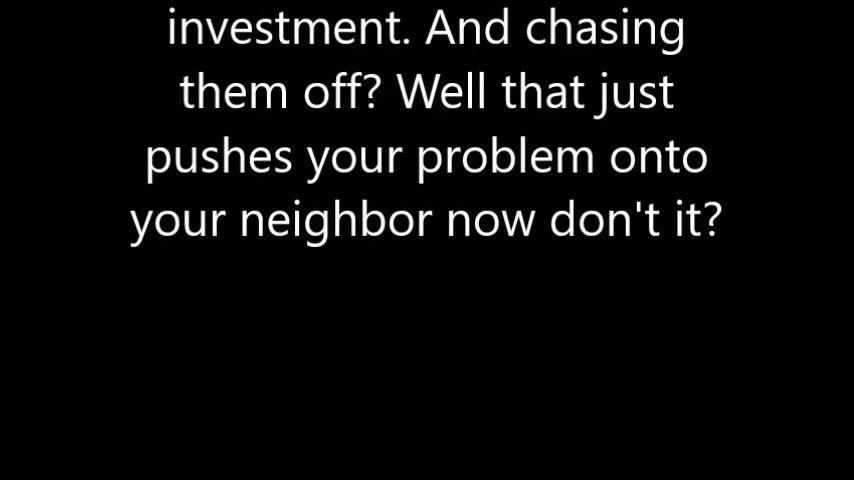 investment. And chasing
them off? Well that just
pushes your problem onto
your neighbor now don't it?